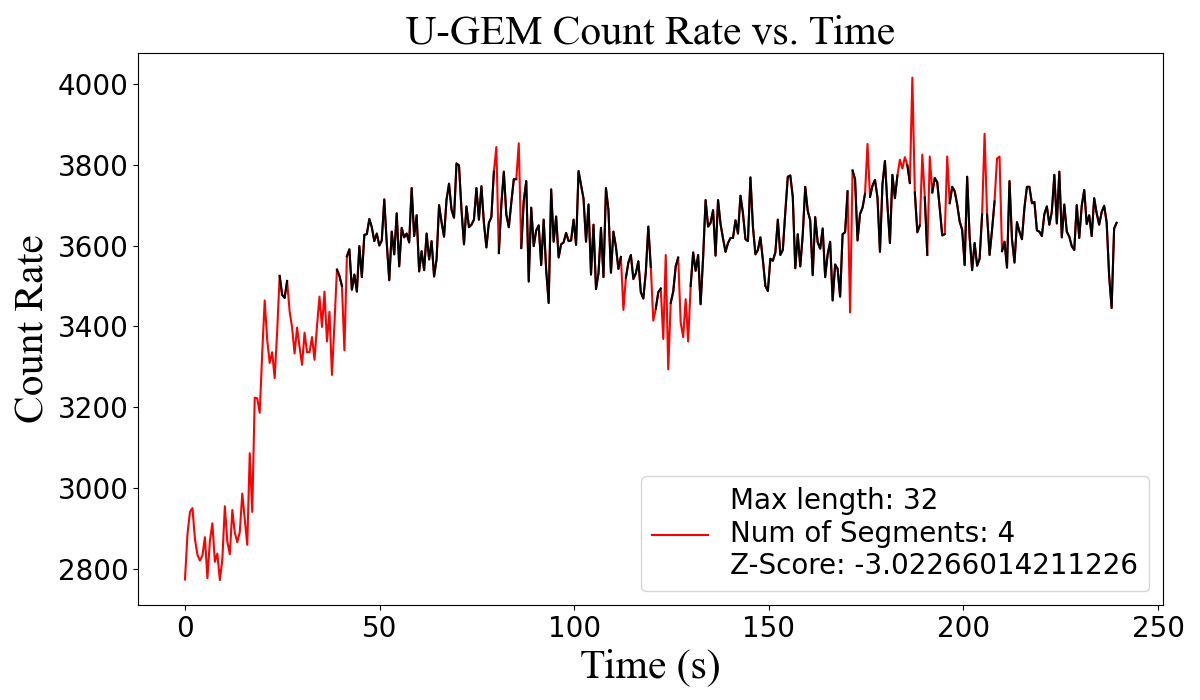 U-GEM Count Rate vs. Time
Count Rate
4000
3800
3600
3400
3200
3000
2800
Max length: 32
Num of Segments: 4
Z-Score: -3.02266014211226
0 50 100 150 200 250
Time (s)